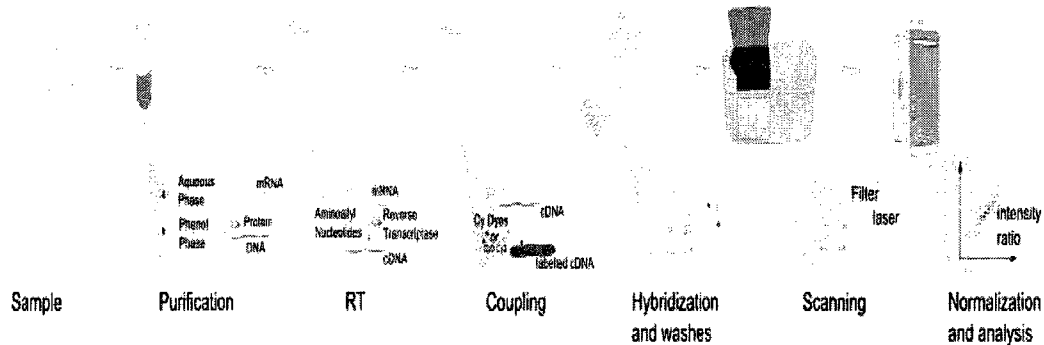 Aqueous
Phase
mRNA
Phenol
Phase
Protein
DNA
mRNA
Aminoallyl
Nucleotides
Reverse
Transcriptase
cDNA
cDNA
Cy Dyes
or
labeled cDNA
Filter
laser
intensity
ratio
Sample
Purification
RT
Coupling
Hybridization
and washes
Scanning
Normalization
and analysis